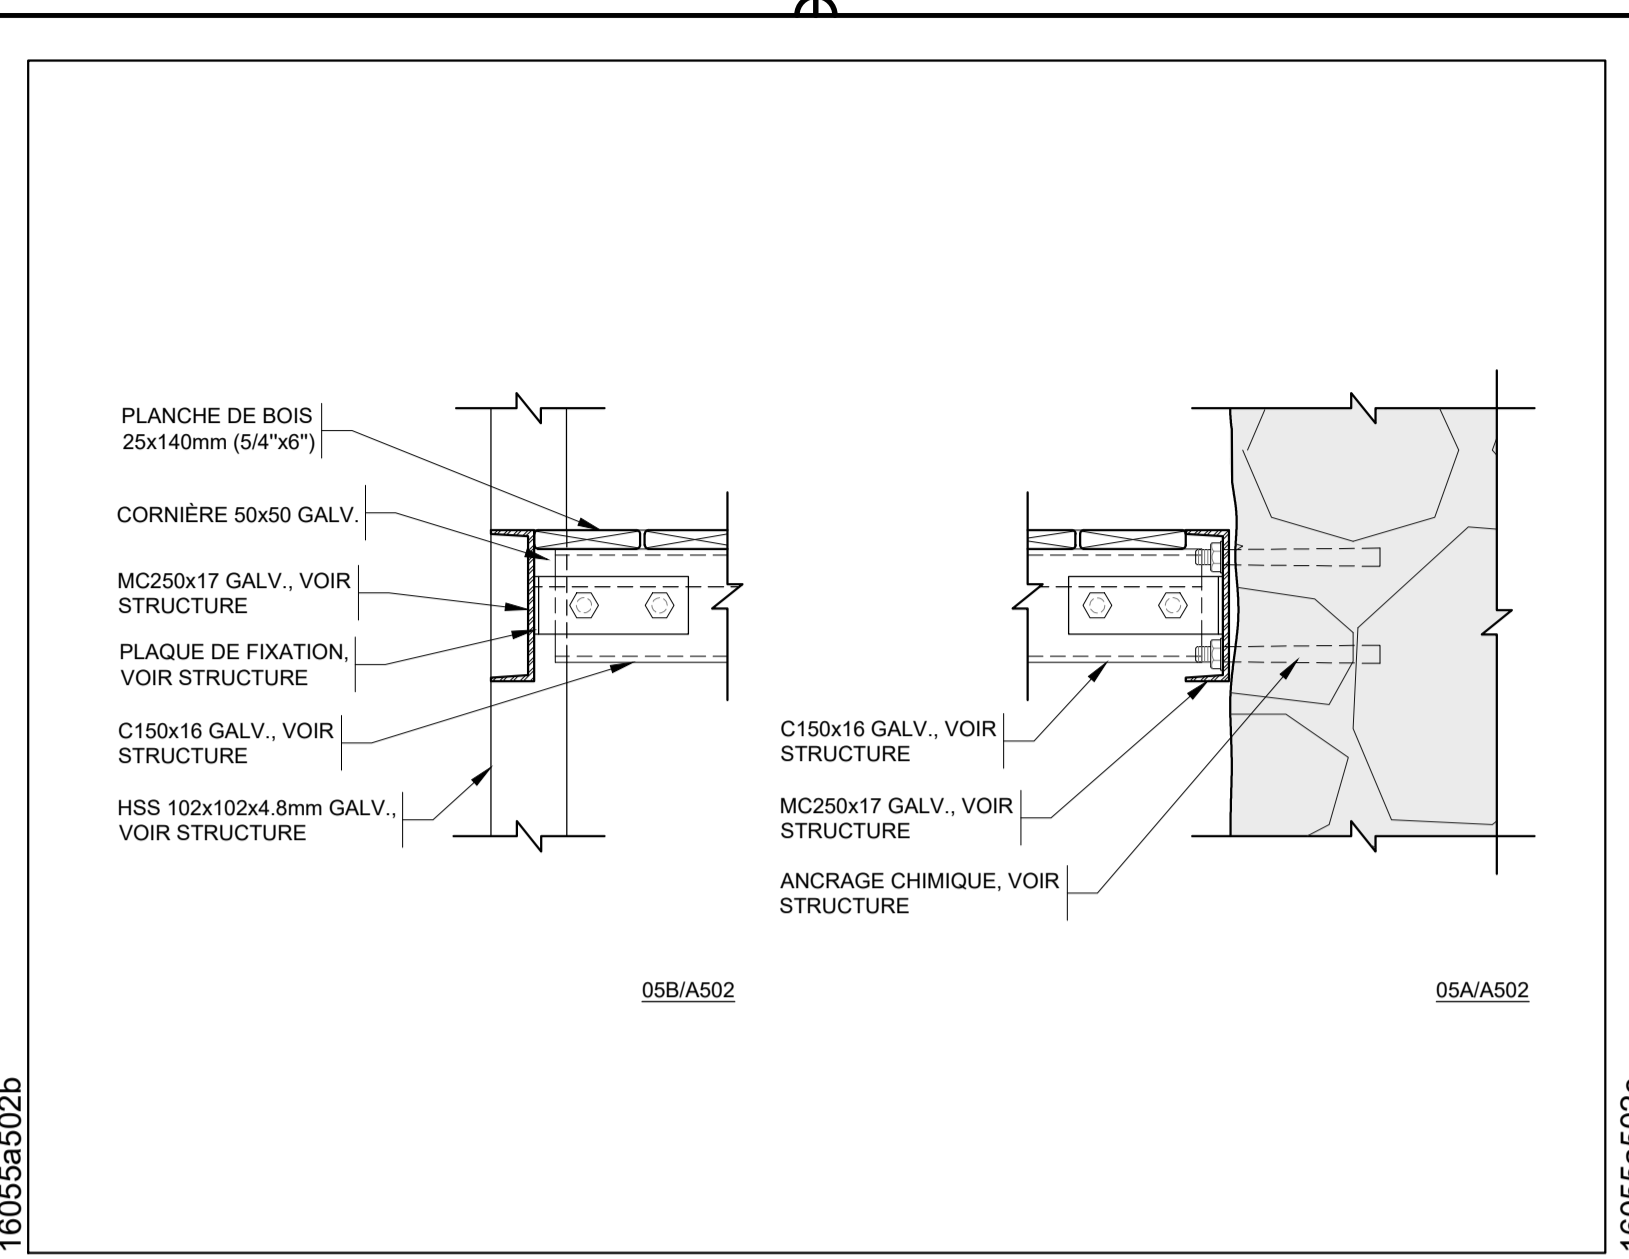 PLANCHE DE BOIS
25x140mm (5/4"x6")
CORNIÈRE 50x50 GALV.
MC250x17 GALV., VOIR
STRUCTURE
PLAQUE DE FIXATION,
VOIR STRUCTURE
C150x16 GALV., VOIR
STRUCTURE
HSS 102x102x4.8mm GALV.,
VOIR STRUCTURE
05B/A502
C150x16 GALV., VOIR
STRUCTURE
MC250x17 GALV., VOIR
STRUCTURE
ANCRAGE CHIMIQUE, VOIR
STRUCTURE
05A/A502
16055a502b